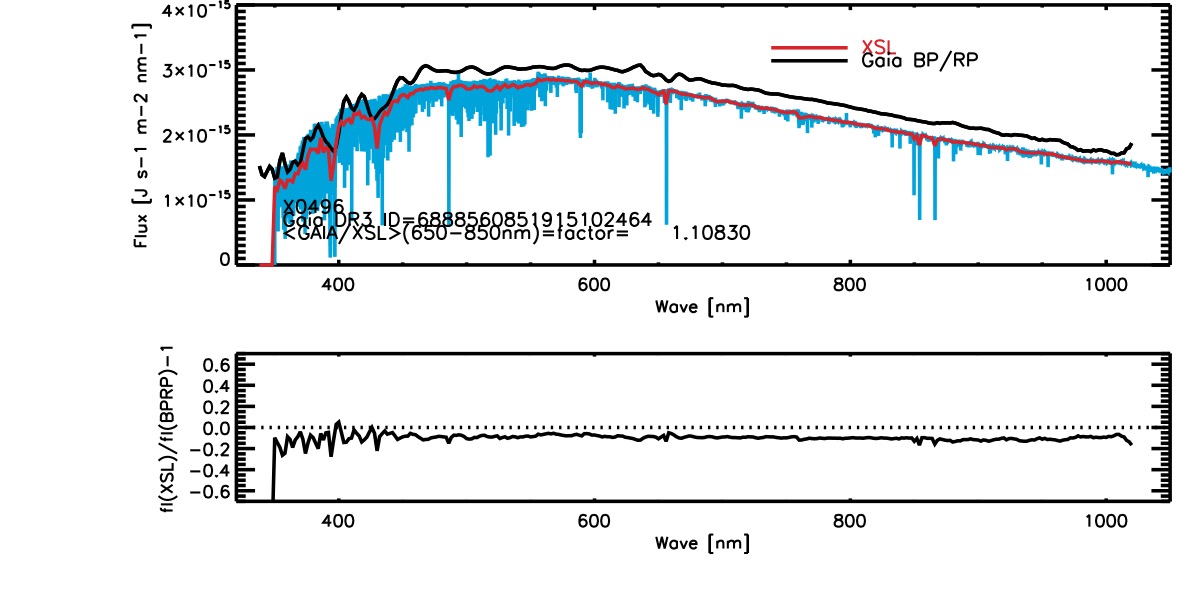 4×10−15
3×10−15
2×10−15
1×10−15
0
Flux [J s−1 m−2 nm−1]
XSL
Gaia BP/RP
X0496
Gaia DR3 ID=6888560851915102464
<GAIA/XSL>(650−850nm)=factor= 1.10830
400 600 800 1000
Wave [nm]
fl(XSL)/fl(BPRP)−1
0.6
0.4
0.2
0.0
−0.2
−0.4
−0.6
400 600 800 1000
Wave [nm]